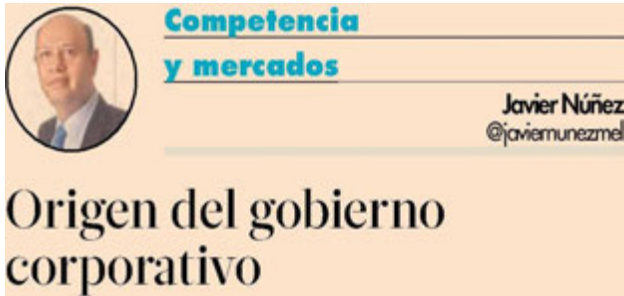 Competencia
y mercados
Javier Núñez
@javiernunezmel
Origen del gobierno
corporativo